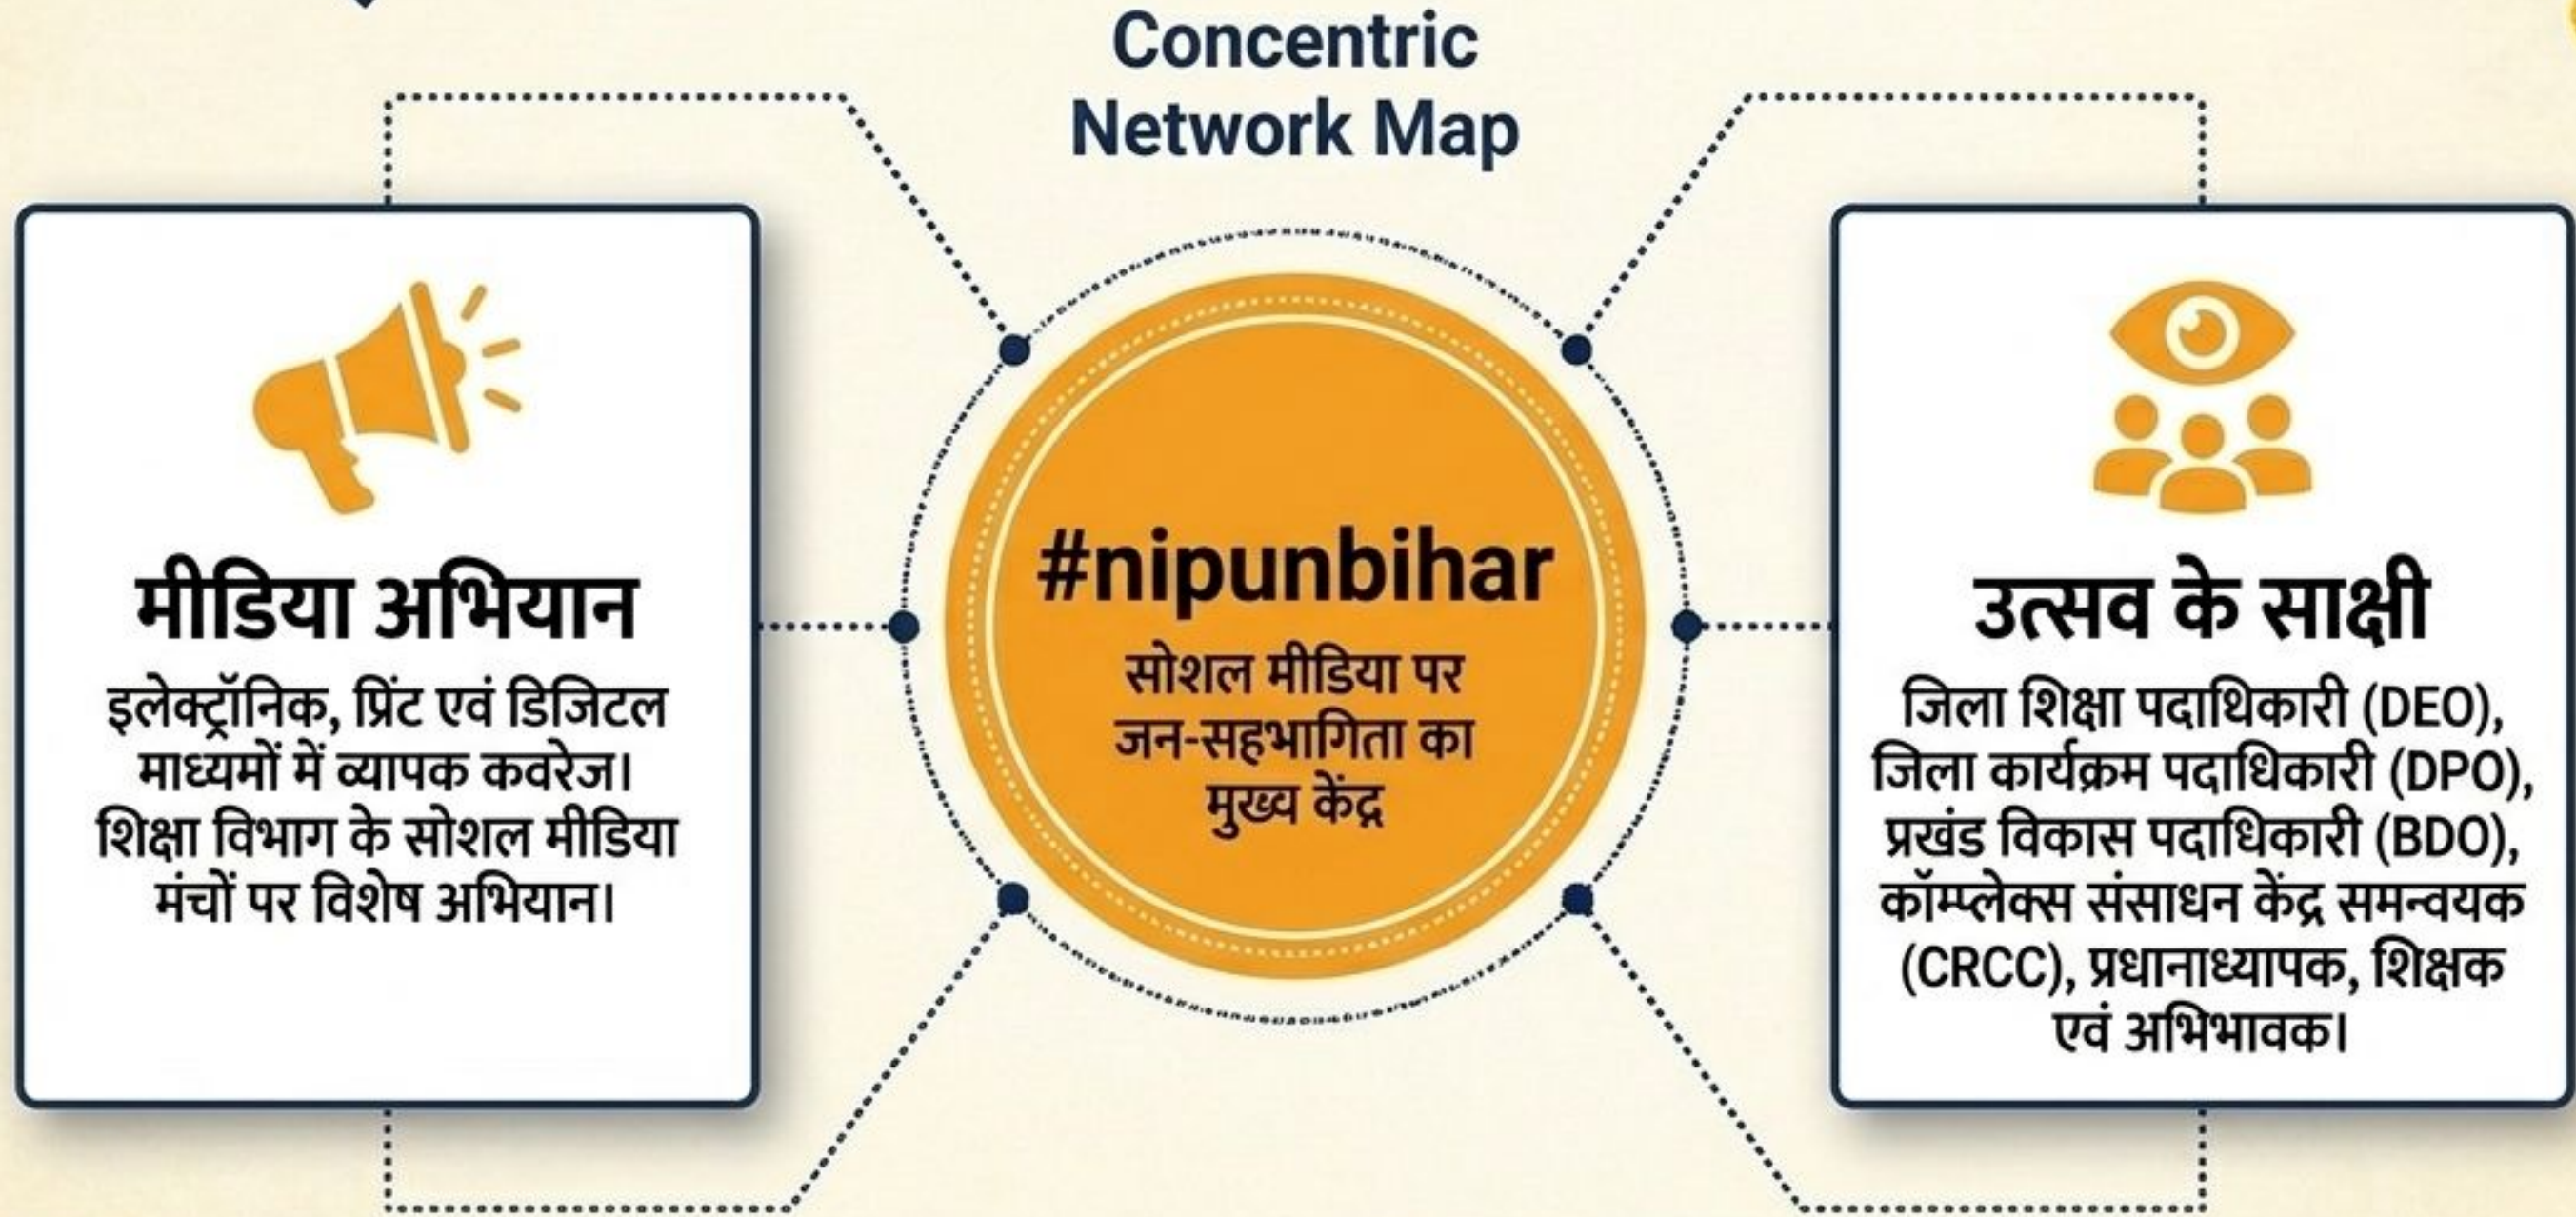 Concentric
Network Map
मीडिया अभियान
इलेक्ट्रॉनिक, प्रिंट एवं डिजिटल
माध्यमों में व्यापक कवरेज।
शिक्षा विभाग के सोशल मीडिया
मंचों पर विशेष अभियान।
#nipunbihar
सोशल मीडिया पर
जन-सहभागिता का
मुख्य केंद्र
उत्सव के साक्षी
जिला शिक्षा पदाधिकारी (DEO),
जिला कार्यक्रम पदाधिकारी (DPO),
प्रखंड विकास पदाधिकारी (BDO),
कॉम्प्लेक्स संसाधन केंद्र समन्वयक
(CRCC), प्रधानाध्यापक, शिक्षक
एवं अभिभावक।